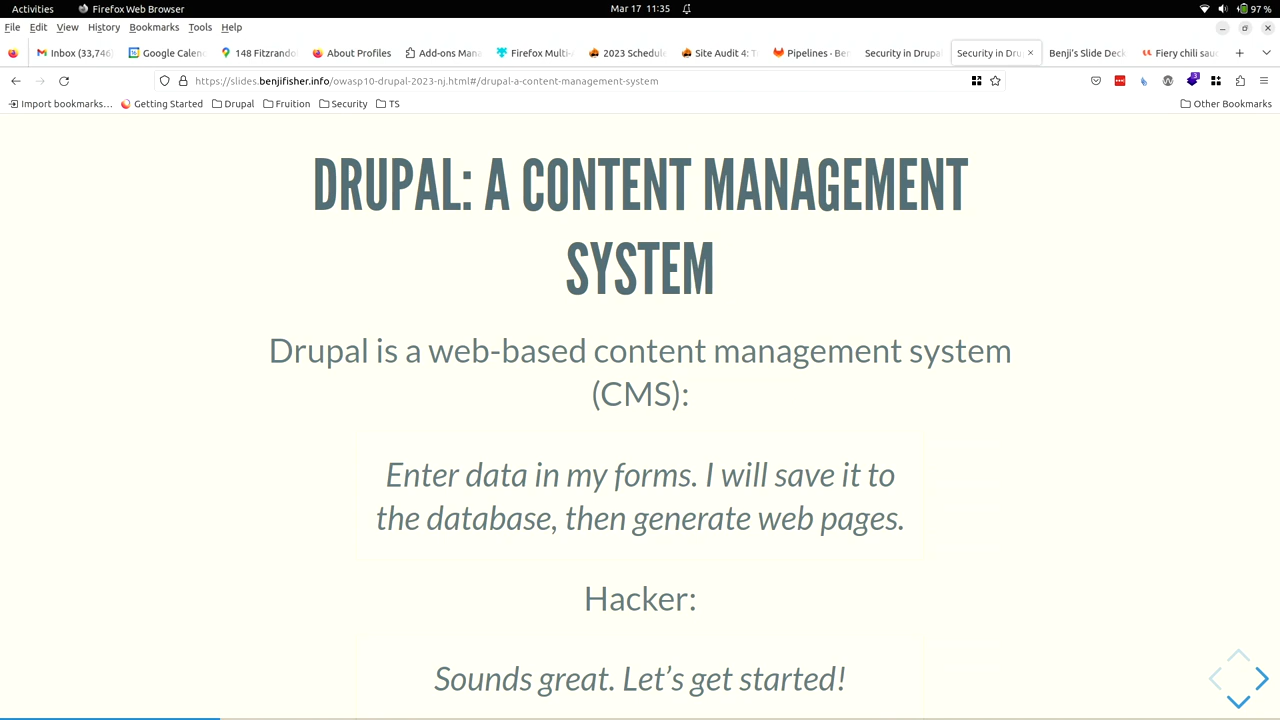 Activities Firefox Web Browser Mar 17 11:35 97 %
File Edit View History Bookmarks Tools Help
Inbox (33,746) Google Calen 148 Fitzrando About Profiles Add-ons Mana Firefox Multi- 2023 Schedule Site Audit 4: T Pipelines - Ben Security in Drupa Security in Dru Benji's Slide Deck Fiery chili sauc
https://slides.benjifisher.info/owasp10-drupal-2023-nj.html#/drupal-a-content-management-system
Import bookmarks... Getting Started Drupal Fruition Security TS Other Bookmarks
DRUPAL: A CONTENT MANAGEMENT
SYSTEM
Drupal is a web-based content management system
(CMS):
Enter data in my forms. I will save it to
the database, then generate web pages.
Hacker:
Sounds great. Let's get started!